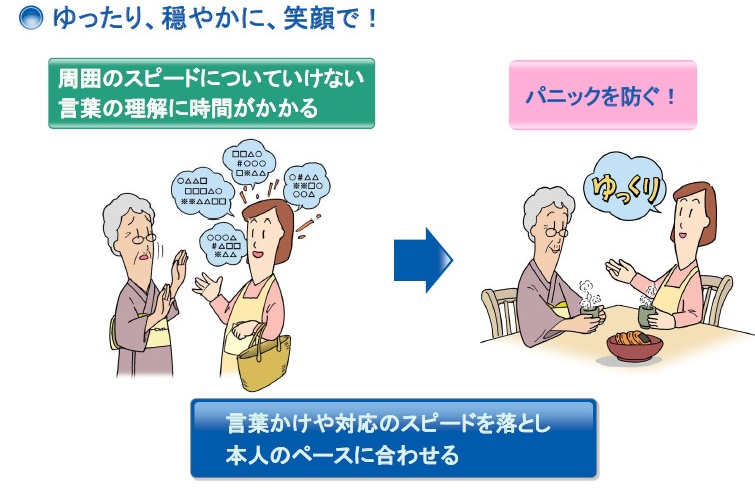 ゆったり、穏やかに、笑顔で！
周囲のスピードについていけない
言葉の理解に時間がかかる
パニックを防ぐ！
○△△□
□□□△○
※※△△□□
□□△○
＃○○○
□※△△
○＃△△
※※□○
○○△
○○○△
＃△□□
※△△
ゆっくり
言葉かけや対応のスピードを落とし
本人のペースに合わせる